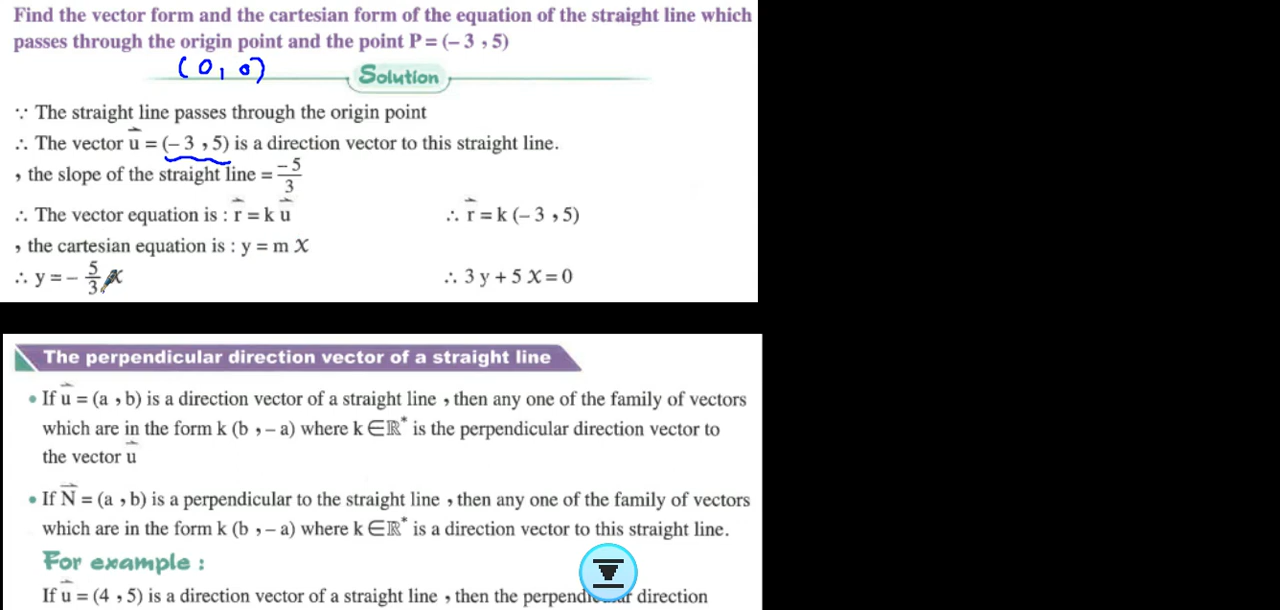 Find the vector form and the cartesian form of the equation of the straight line which
passes through the origin point and the point P = (– 3 , 5)
(0, 0)
Solution
∵ The straight line passes through the origin point
∴ The vector u⃗ = (– 3 , 5) is a direction vector to this straight line.
, the slope of the straight line = –5/3
∴ The vector equation is : r⃗ = k u⃗ ∴ r⃗ = k (– 3 , 5)
, the cartesian equation is : y = m X
∴ y = – 5/3 X ∴ 3 y + 5 X = 0
The perpendicular direction vector of a straight line
• If u⃗ = (a , b) is a direction vector of a straight line , then any one of the family of vectors
which are in the form k (b , – a) where k ∈ ℝ* is the perpendicular direction vector to
the vector u⃗
• If N⃗ = (a , b) is a perpendicular to the straight line , then any one of the family of vectors
which are in the form k (b , – a) where k ∈ ℝ* is a direction vector to this straight line.
For example :
If u⃗ = (4 , 5) is a direction vector of a straight line , then the perpendicular direction